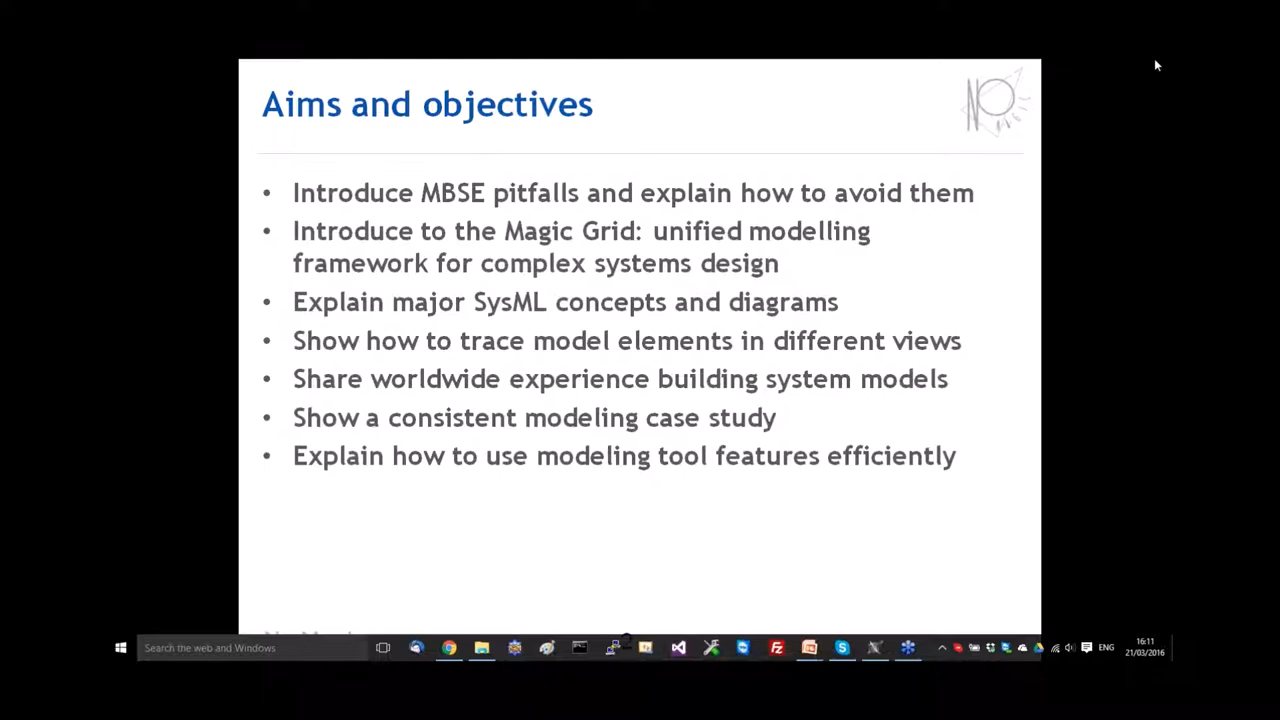 Aims and objectives
NO
• Introduce MBSE pitfalls and explain how to avoid them
• Introduce to the Magic Grid: unified modelling
framework for complex systems design
• Explain major SysML concepts and diagrams
• Show how to trace model elements in different views
• Share worldwide experience building system models
• Show a consistent modeling case study
• Explain how to use modeling tool features efficiently
Search the web and Windows
ENG
16:11
21/03/2016